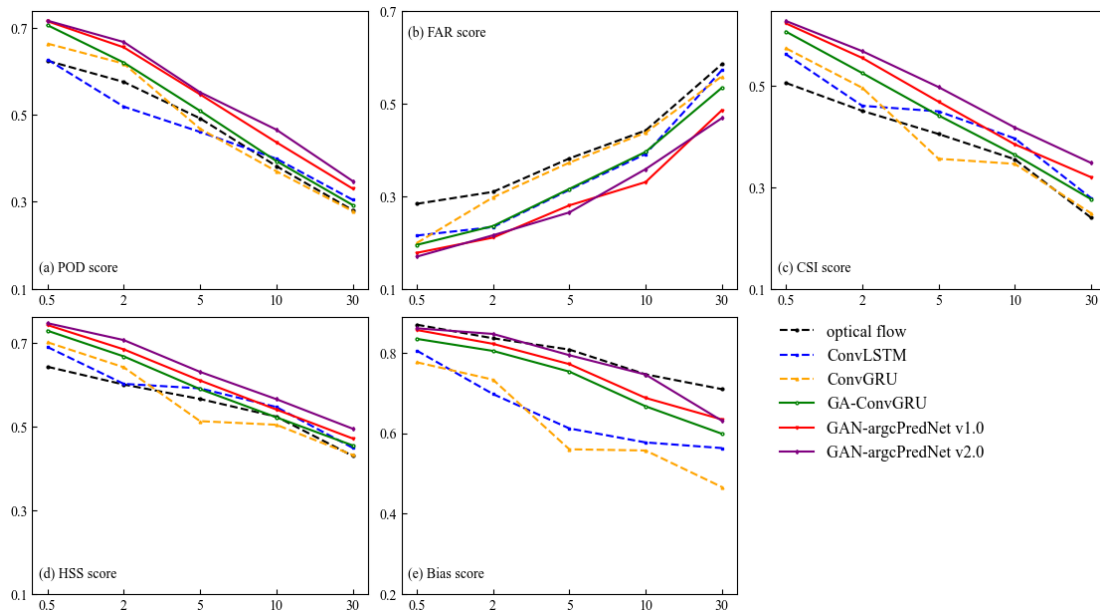 0.7
0.5
0.3
0.1
(a) POD score
0.5 2 5 10 30
(b) FAR score
0.7
0.5
0.3
0.1
0.5 2 5 10 30
0.5
0.3
0.1
(c) CSI score
0.5 2 5 10 30
0.7
0.5
0.3
0.1
(d) HSS score
0.5 2 5 10 30
0.8
0.6
0.4
0.2
(e) Bias score
0.5 2 5 10 30
optical flow
ConvLSTM
ConvGRU
GA-ConvGRU
GAN-argcPredNet v1.0
GAN-argcPredNet v2.0